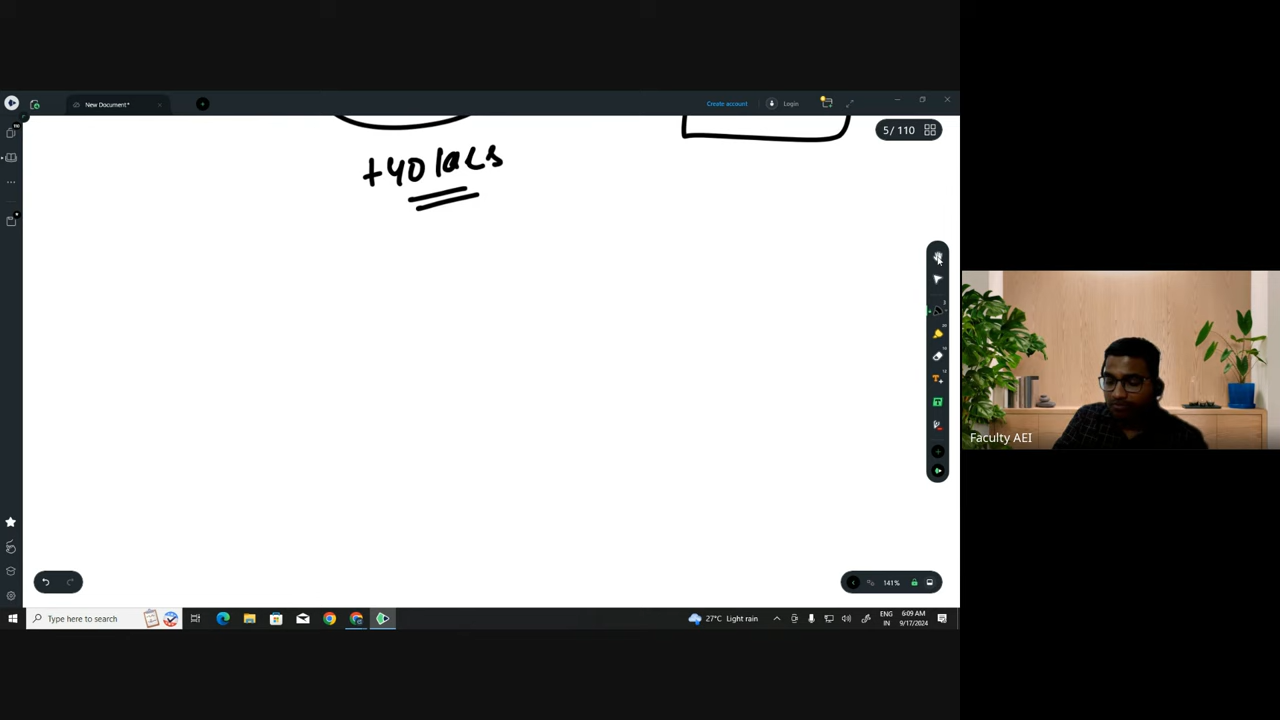 New Document*
Create account
Login
5 / 110
+40 lacs
3
Faculty AEI
141%
Type here to search
27°C Light rain
ENG
IN
6:09 AM
9/17/2024